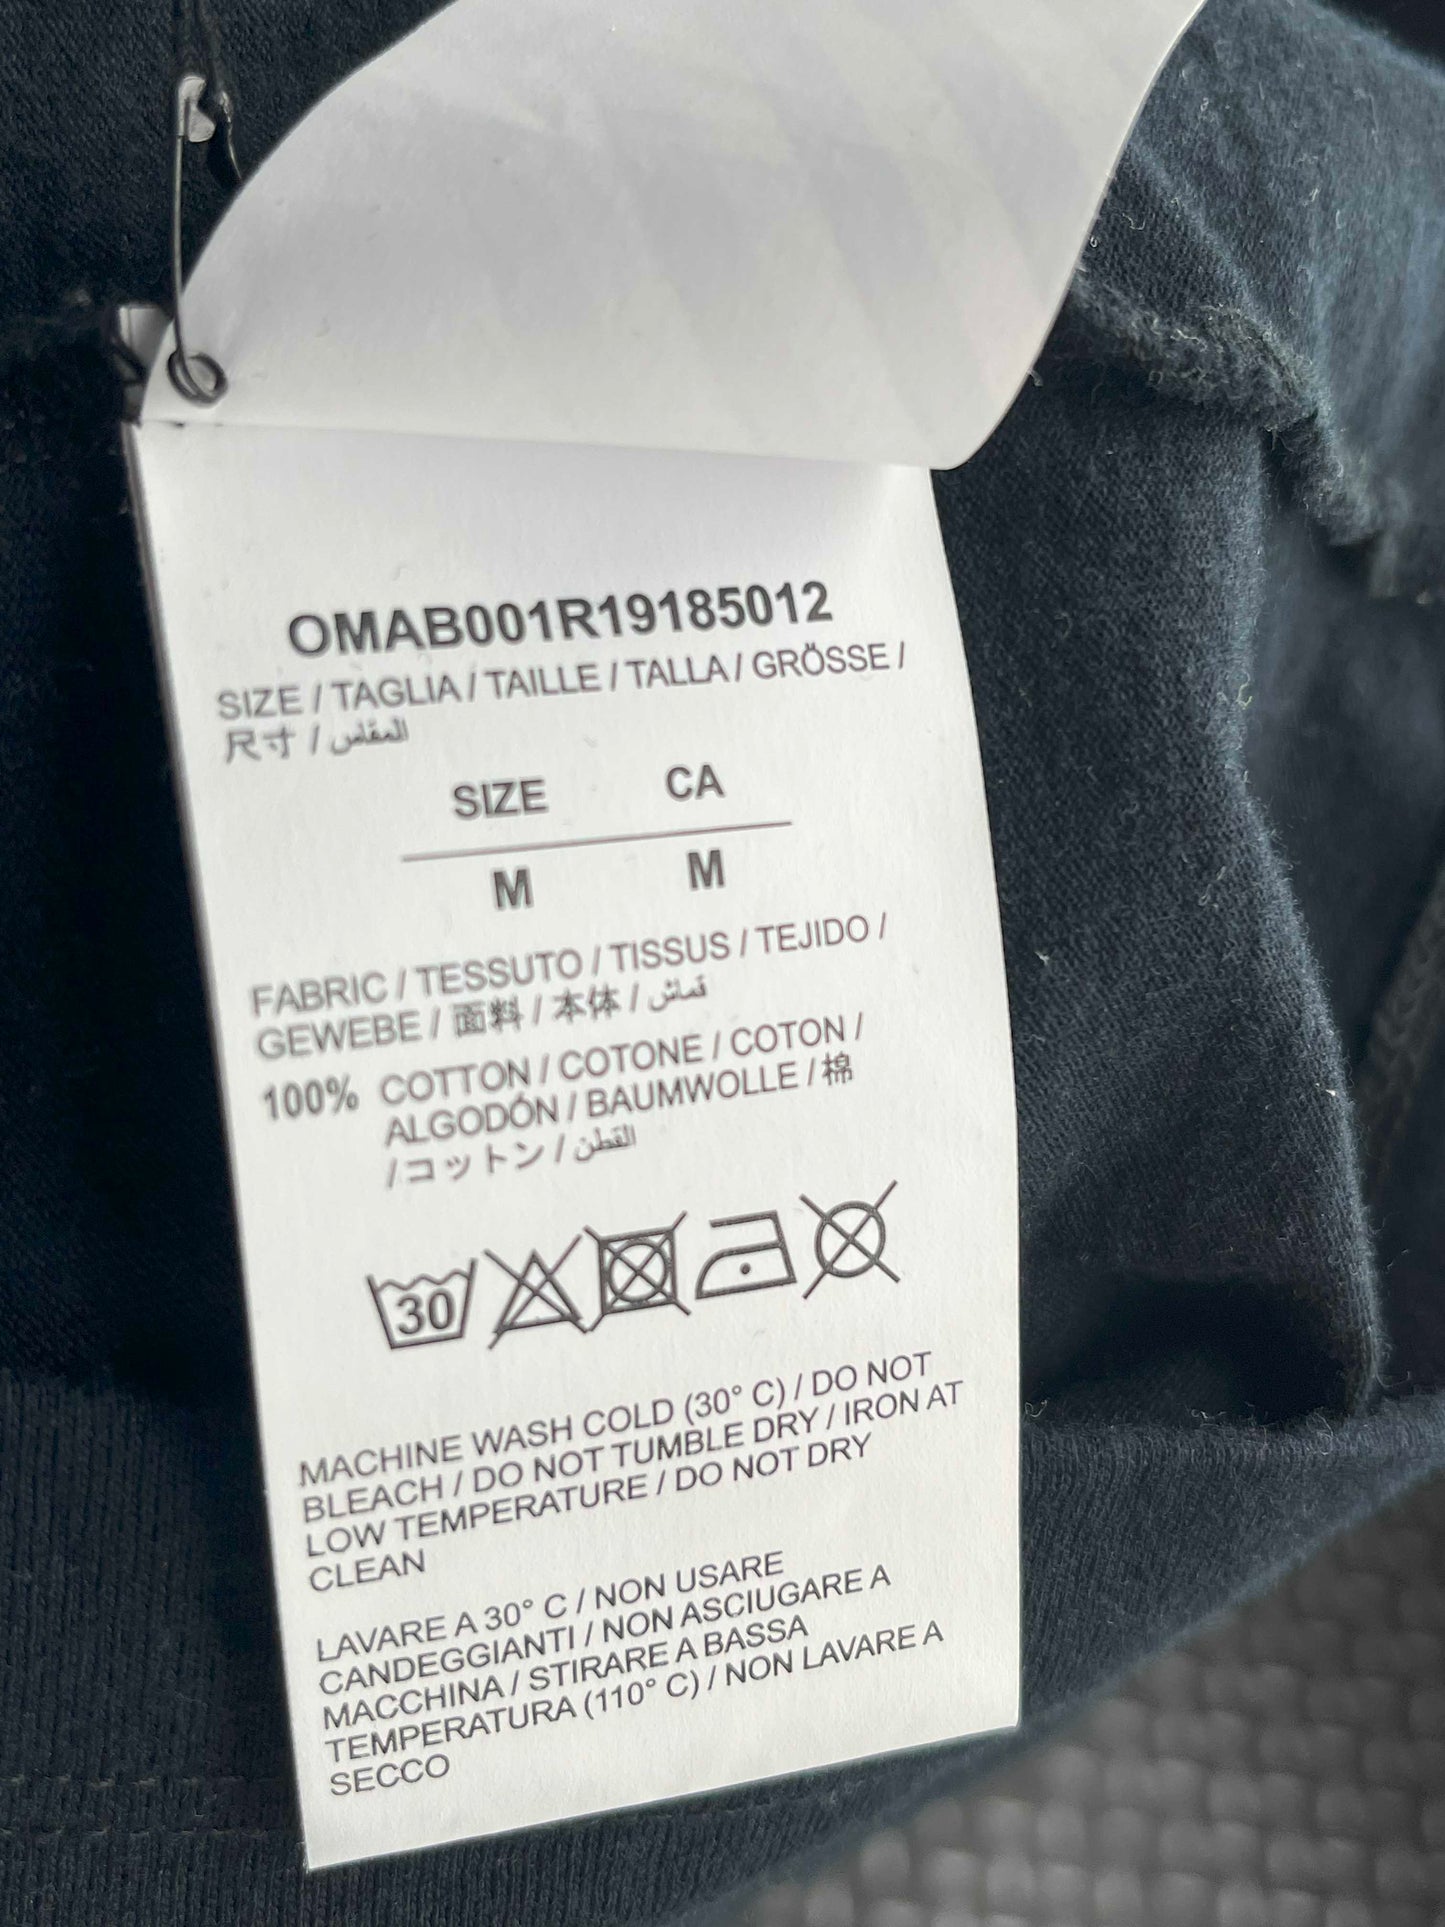 OMAB001R19185012
SIZE / TAGLIA / TAILLE / TALLA / GRÖSSE /
尺寸 / المقاس
SIZE CA
M M
FABRIC / TESSUTO / TISSUS / TEJIDO /
GEWEBE / 面料 / 本体 / قماش
100% COTTON / COTONE / COTON /
ALGODÓN / BAUMWOLLE / 棉
/ コットン / القطن
30
MACHINE WASH COLD (30° C) / DO NOT
BLEACH / DO NOT TUMBLE DRY / IRON AT
LOW TEMPERATURE / DO NOT DRY
CLEAN
LAVARE A 30° C / NON USARE
CANDEGGIANTI / NON ASCIUGARE A
MACCHINA / STIRARE A BASSA
TEMPERATURA (110° C) / NON LAVARE A
SECCO